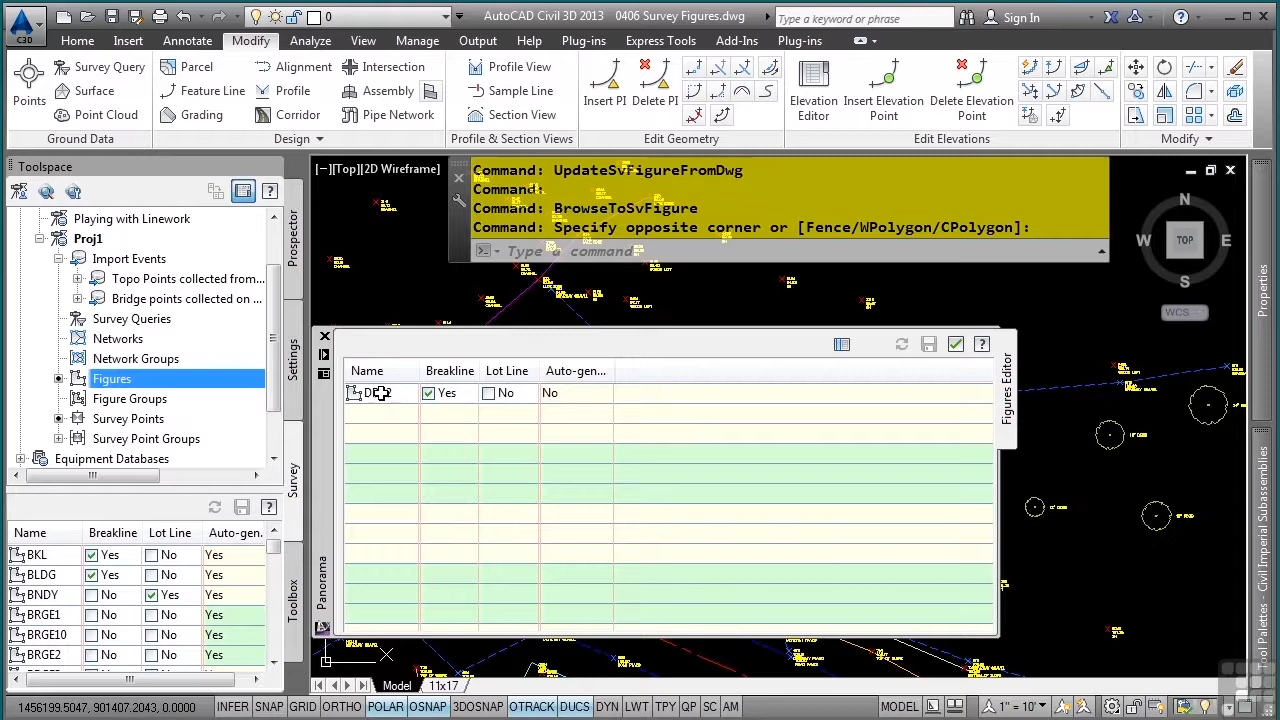 AutoCAD Civil 3D 2013 0406 Survey Figures.dwg Type a keyword or phrase Sign In
C3D
0
Home Insert Annotate Modify Analyze View Manage Output Help Plug-ins Express Tools Add-Ins Plug-ins
Points
Survey Query
Surface
Point Cloud
Ground Data
Parcel Alignment Intersection
Feature Line Profile Assembly
Grading Corridor Pipe Network
Design
Profile View
Sample Line
Section View
Profile & Section Views
Insert PI Delete PI
Edit Geometry
Elevation Editor
Insert Elevation Point
Delete Elevation Point
Edit Elevations
Modify
Toolspace
Playing with Linework
Proj1
Import Events
Topo Points collected from...
Bridge points collected on ...
Survey Queries
Networks
Network Groups
Figures
Figure Groups
Survey Points
Survey Point Groups
Equipment Databases
Prospector
Settings
Survey
Toolbox
Name Breakline Lot Line Auto-gen.
BKL Yes No Yes
BLDG Yes No Yes
BNDY No Yes Yes
BRGE1 No No Yes
BRGE10 No No Yes
BRGE2 No No Yes
[−][Top][2D Wireframe]
Command: UpdateSvFigureFromDwg
Command:
Command: BrowseToSvFigure
Command: Specify opposite corner or [Fence/WPolygon/CPolygon]:
Type a command
N
W TOP E
S
WCS
Name Breakline Lot Line Auto-gen...
Yes No No
Figures Editor
Panorama
Properties
Tool Palettes - Civil Imperial Subassemblies
Model 11x17
1456199.5047, 901407.2043, 0.0000 INFER SNAP GRID ORTHO POLAR OSNAP 3DOSNAP OTRACK DUCS DYN LWT TPY QP SC AM MODEL 1" = 10'